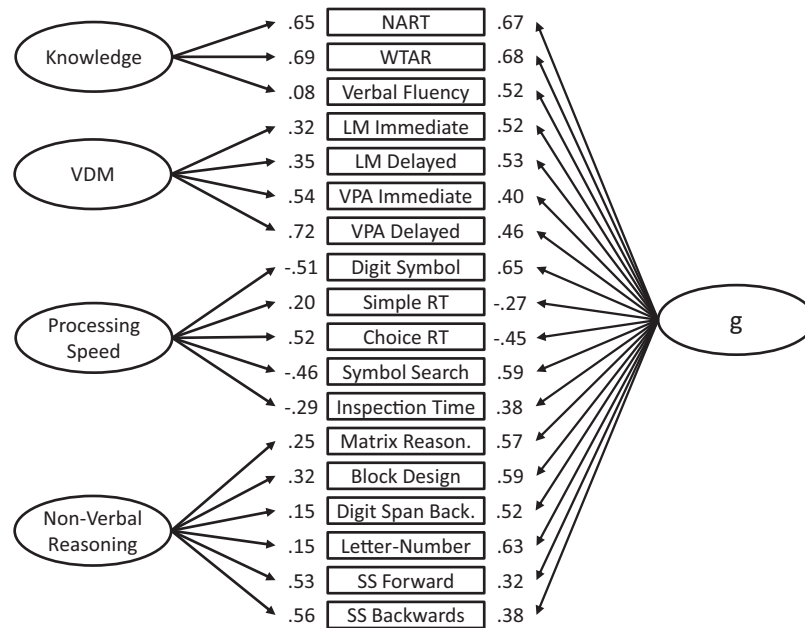 Knowledge
VDM
Processing
Speed
Non-Verbal
Reasoning
.65 NART .67
.69 WTAR .68
.08 Verbal Fluency .52
.32 LM Immediate .52
.35 LM Delayed .53
.54 VPA Immediate .40
.72 VPA Delayed .46
-.51 Digit Symbol .65
.20 Simple RT -.27
.52 Choice RT -.45
-.46 Symbol Search .59
-.29 Inspection Time .38
.25 Matrix Reason. .57
.32 Block Design .59
.15 Digit Span Back. .52
.15 Letter-Number .63
.53 SS Forward .32
.56 SS Backwards .38
g